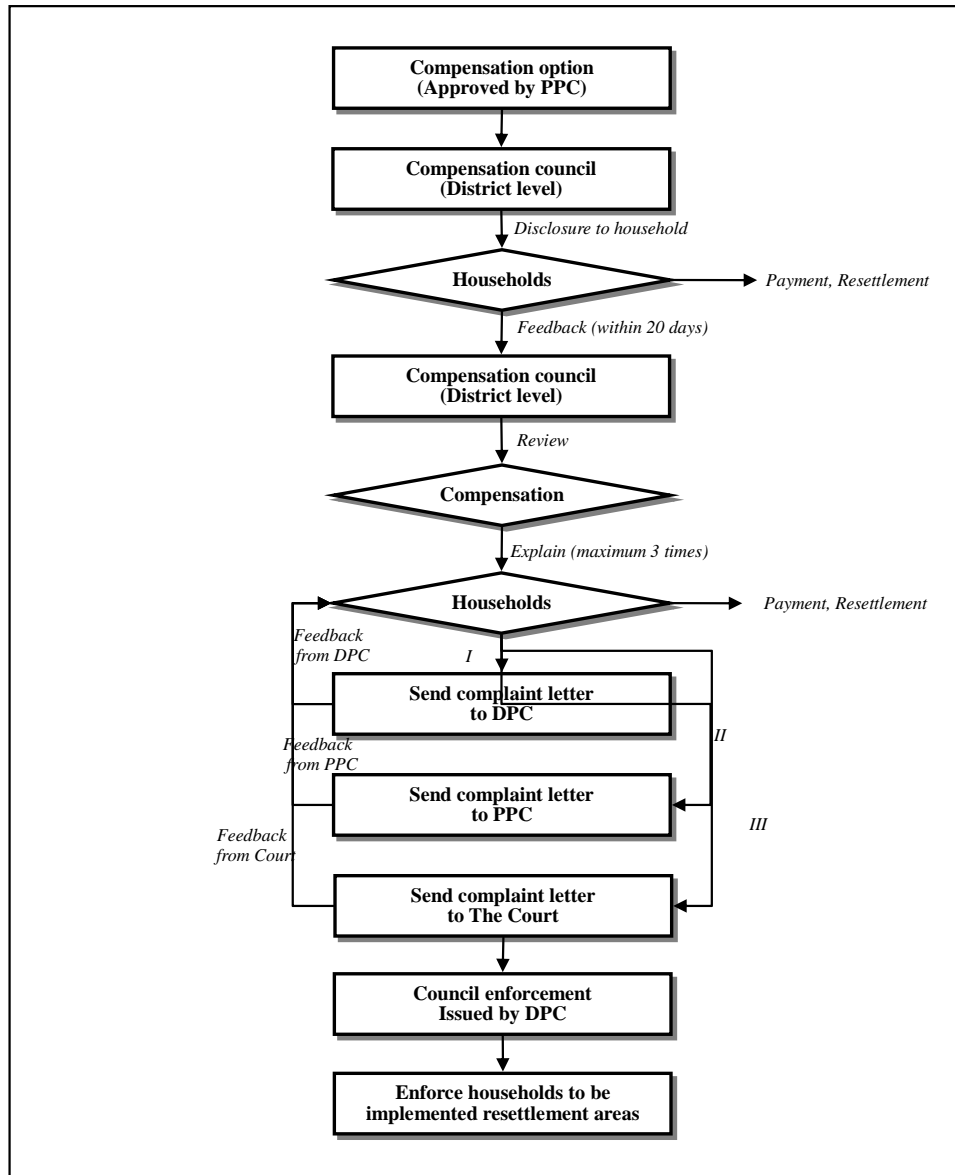 Compensation option
(Approved by PPC)
Compensation council
(District level)
Disclosure to household
Households
Payment, Resettlement
Feedback (within 20 days)
Compensation council
(District level)
Review
Compensation
Explain (maximum 3 times)
Households
Payment, Resettlement
Feedback
from DPC
I
Send complaint letter
to DPC
II
Feedback
from PPC
Send complaint letter
to PPC
III
Feedback
from Court
Send complaint letter
to The Court
Council enforcement
Issued by DPC
Enforce households to be
implemented resettlement areas